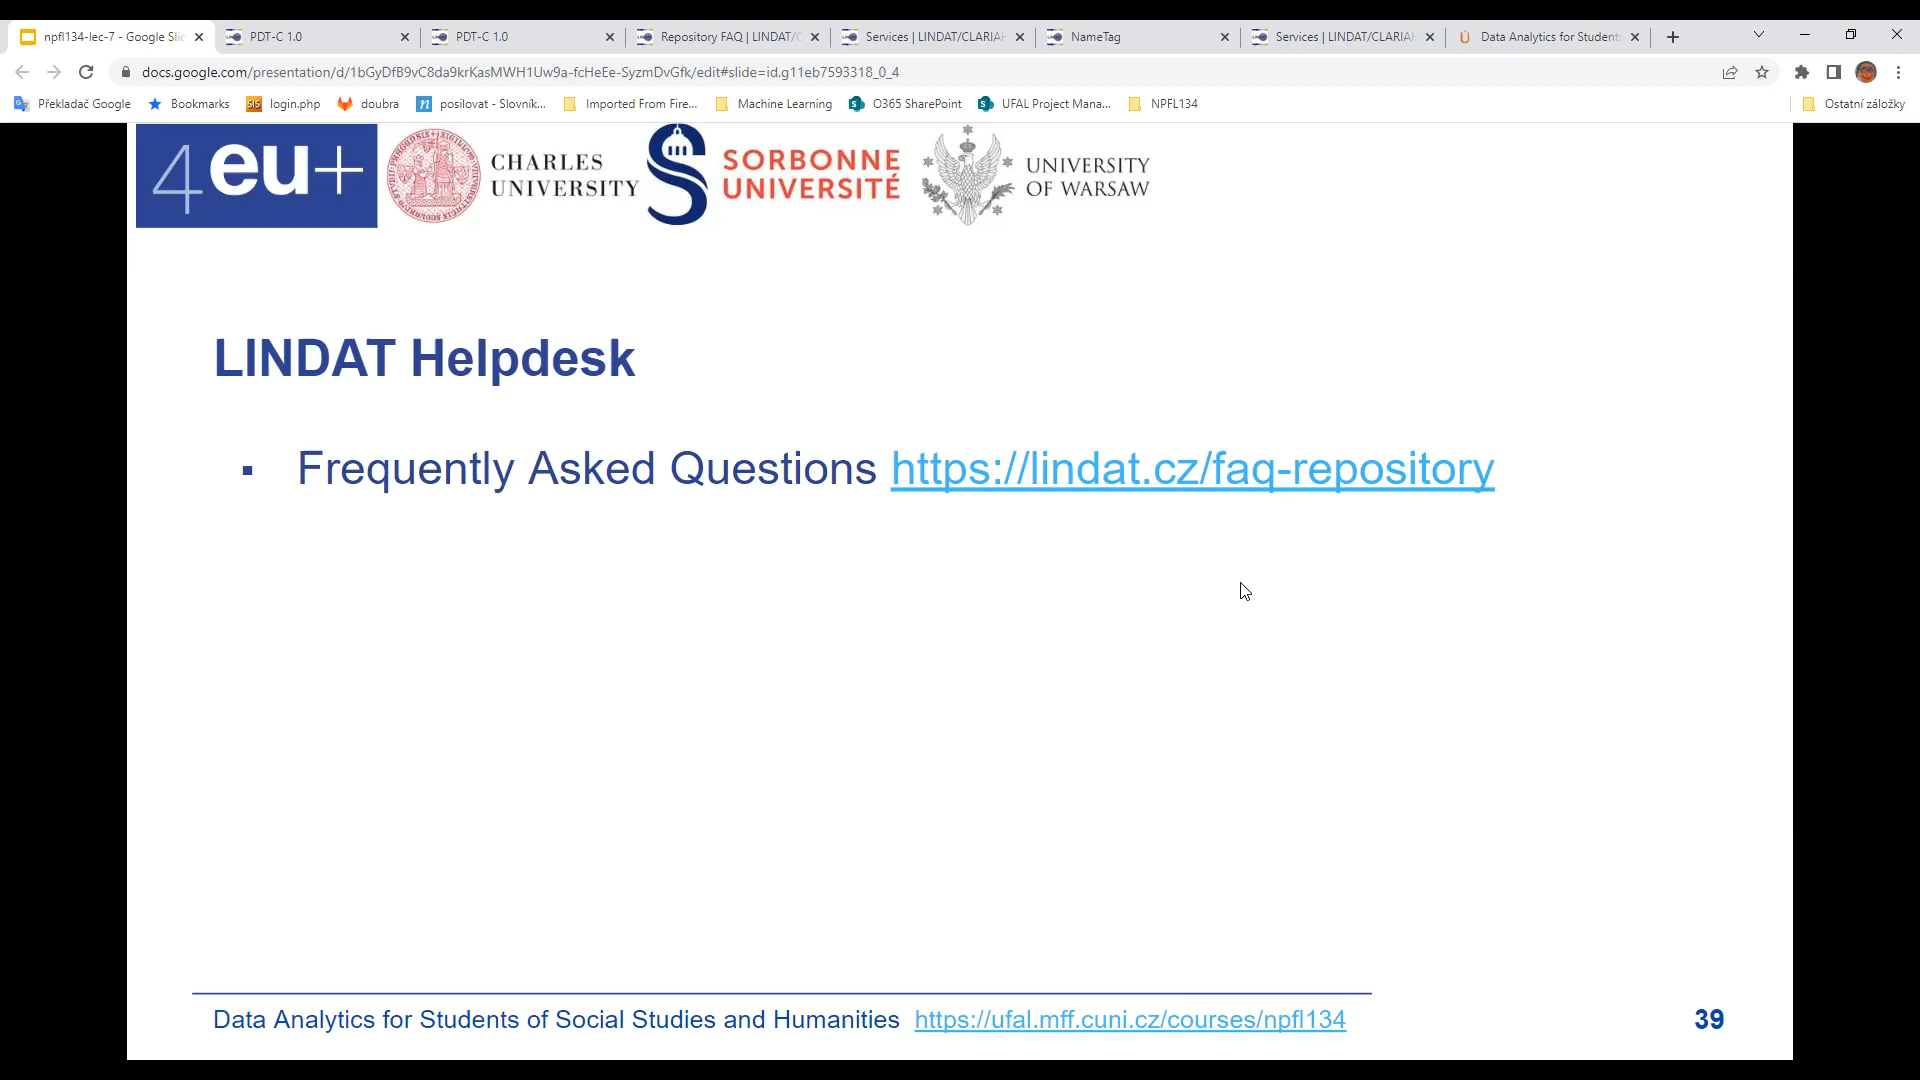 npfl134-lec-7 - Google Sli
PDT-C 1.0
PDT-C 1.0
Repository FAQ | LINDAT/C
Services | LINDAT/CLARIAH
NameTag
Services | LINDAT/CLARIAH
Data Analytics for Student
docs.google.com/presentation/d/1bGyDfB9vC8da9krKasMWH1Uw9a-fcHeEe-SyzmDvGfk/edit#slide=id.g11eb7593318_0_4
Překladač Google
Bookmarks
SIS
login.php
doubra
n
posilovat - Slovník...
Imported From Fire...
Machine Learning
O365 SharePoint
UFAL Project Mana...
NPFL134
Ostatní záložky
4eu+
CHARLES
UNIVERSITY
SORBONNE
UNIVERSITÉ
UNIVERSITY
OF WARSAW
LINDAT Helpdesk
▪ Frequently Asked Questions https://lindat.cz/faq-repository
Data Analytics for Students of Social Studies and Humanities https://ufal.mff.cuni.cz/courses/npfl134
39